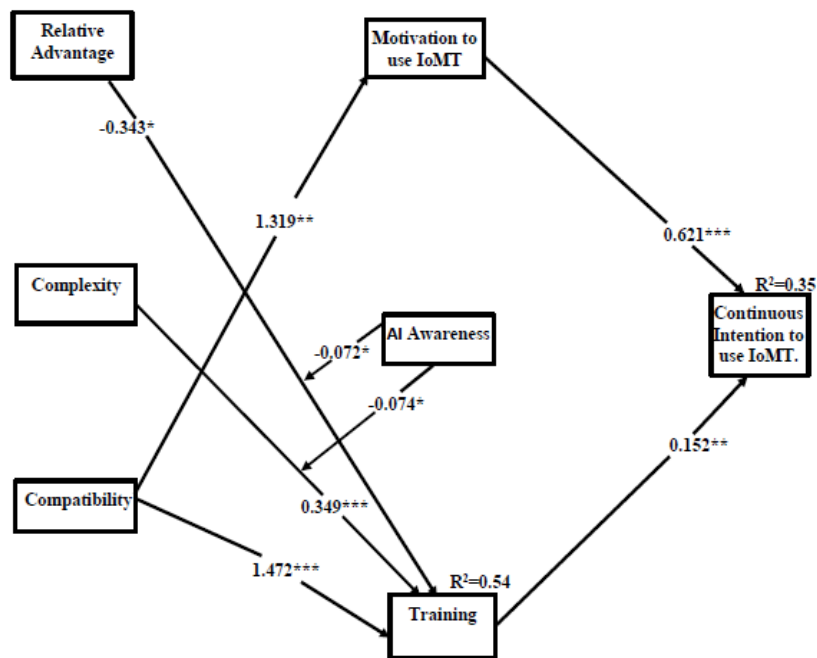 Relative
Advantage
Motivation to
use IoMT
-0.343*
1.319**
0.621***
Complexity
R²=0.35
Continuous
Intention to
use IoMT.
AI Awareness
-0.072*
-0.074*
0.152**
Compatibility
0.349***
1.472***
R²=0.54
Training